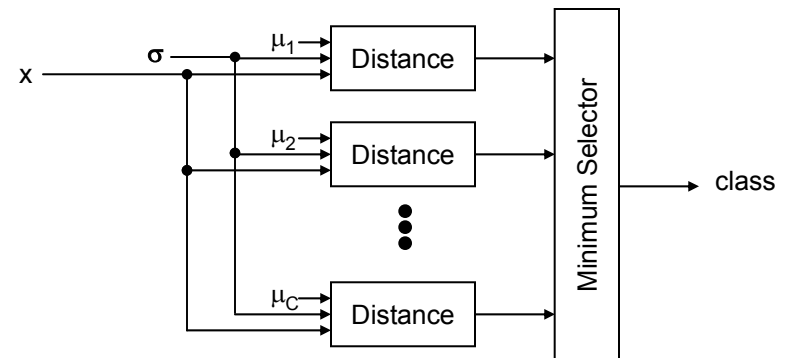 μ1
Distance
σ
x
μ2
Distance
μC
Distance
Minimum Selector
class